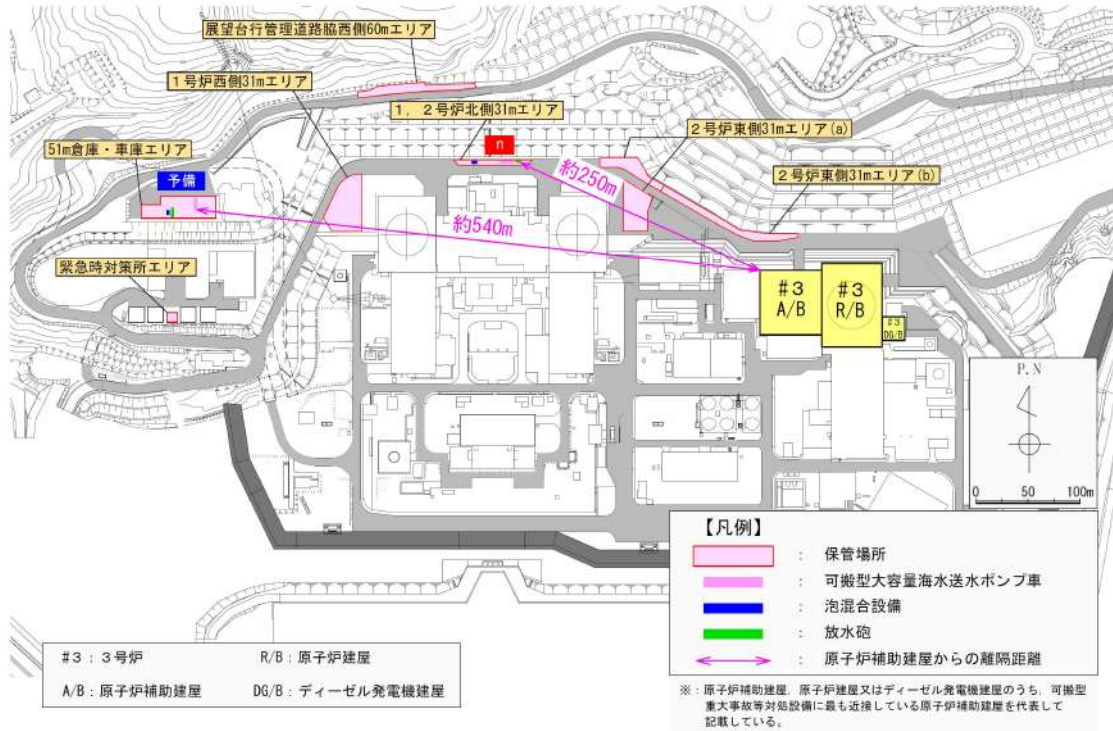 展望台行管理道路脇西側60mエリア
1号炉西側31mエリア
1，2号炉北側31mエリア
2号炉東側31mエリア(a)
51m倉庫・車庫エリア
n
2号炉東側31mエリア(b)
予備
約250m
約540m
緊急時対策所エリア
#3
A/B
#3
R/B
#3
DG/B
P.N
0 50 100m
【凡例】
： 保管場所
： 可搬型大容量海水送水ポンプ車
： 泡混合設備
： 放水砲
： 原子炉補助建屋からの離隔距離
#3：3号炉 R/B：原子炉建屋
A/B：原子炉補助建屋 DG/B：ディーゼル発電機建屋
※：原子炉補助建屋，原子炉建屋又はディーゼル発電機建屋のうち，可搬型
重大事故等対処設備に最も近接している原子炉補助建屋を代表して
記載している。